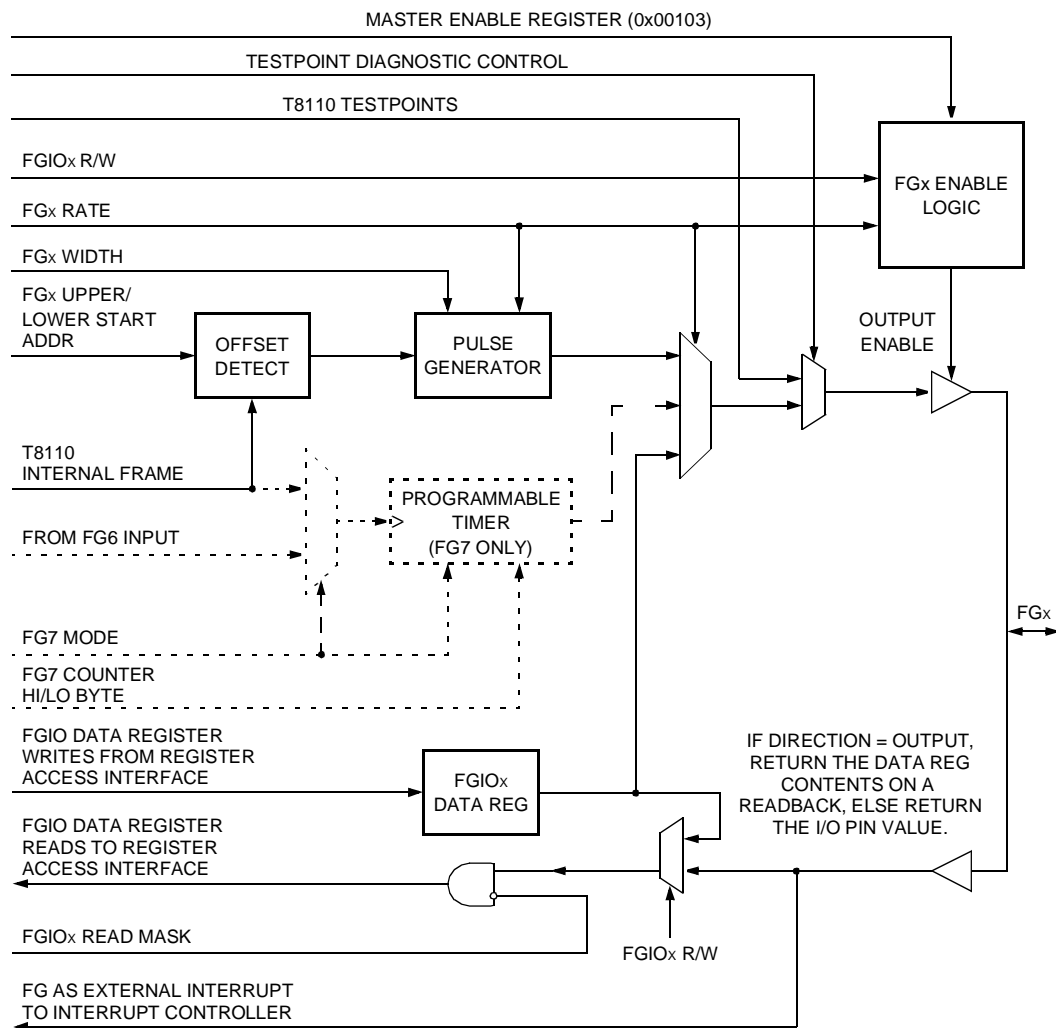 MASTER ENABLE REGISTER (0x00103)
TESTPOINT DIAGNOSTIC CONTROL
T8110 TESTPOINTS
FGIOx R/W
FGx ENABLE
LOGIC
FGx RATE
FGx WIDTH
FGx UPPER/
LOWER START
ADDR
OFFSET
DETECT
PULSE
GENERATOR
OUTPUT
ENABLE
T8110
INTERNAL FRAME
PROGRAMMABLE
TIMER
(FG7 ONLY)
FROM FG6 INPUT
FG7 MODE
FGx
FG7 COUNTER
HI/LO BYTE
FGIO DATA REGISTER
WRITES FROM REGISTER
ACCESS INTERFACE
FGIOx
DATA REG
IF DIRECTION = OUTPUT,
RETURN THE DATA REG
CONTENTS ON A
READBACK, ELSE RETURN
THE I/O PIN VALUE.
FGIO DATA REGISTER
READS TO REGISTER
ACCESS INTERFACE
FGIOx READ MASK
FGIOx R/W
FG AS EXTERNAL INTERRUPT
TO INTERRUPT CONTROLLER